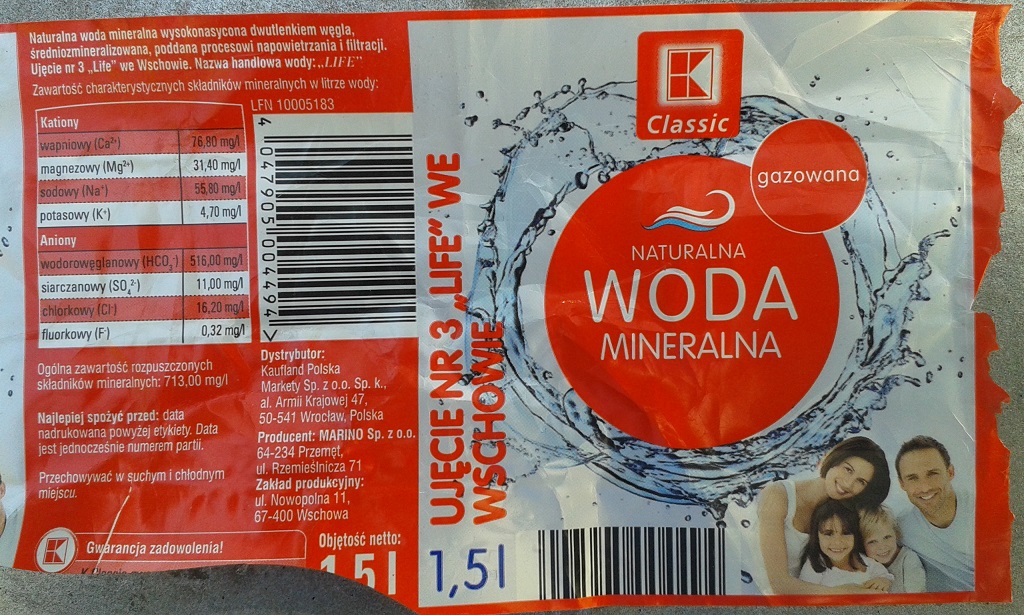 Naturalna woda mineralna wysokonasycona dwutlenkiem węgla,
średniozmineralizowana, poddana procesowi napowietrzania i filtracji.
Ujęcie nr 3 „Life" we Wschowie. Nazwa handlowa wody: „LIFE"
Zawartość charakterystycznych składników mineralnych w litrze wody:
LFN 10005183
Kationy
wapniowy (Ca²⁺) 76,80 mg/l
magnezowy (Mg²⁺) 31,40 mg/l
sodowy (Na⁺) 55,80 mg/l
potasowy (K⁺) 4,70 mg/l
Aniony
wodorowęglanowy (HCO₃⁻) 516,00 mg/l
siarczanowy (SO₄²⁻) 11,00 mg/l
chlorkowy (Cl⁻) 16,20 mg/l
fluorkowy (F⁻) 0,32 mg/l
Ogólna zawartość rozpuszczonych
składników mineralnych: 713,00 mg/l
Najlepiej spożyć przed: data
nadrukowana powyżej etykiety. Data
jest jednocześnie numerem partii.
Przechowywać w suchym i chłodnym
miejscu.
K
Gwarancja zadowolenia!
4 047905 004494 >
Dystrybutor:
Kaufland Polska
Markety Sp. z o.o. Sp. k.,
al. Armii Krajowej 47,
50-541 Wrocław, Polska
Producent: MARINO Sp. z o.o.
64-234 Przemęt,
ul. Rzemieślnicza 71
Zakład produkcyjny:
ul. Nowopolna 11,
67-400 Wschowa
Objętość netto:
1,5 l
UJĘCIE NR 3 „LIFE" WE
WSCHOWIE
1,5 l
K
Classic
gazowana
NATURALNA
WODA
MINERALNA